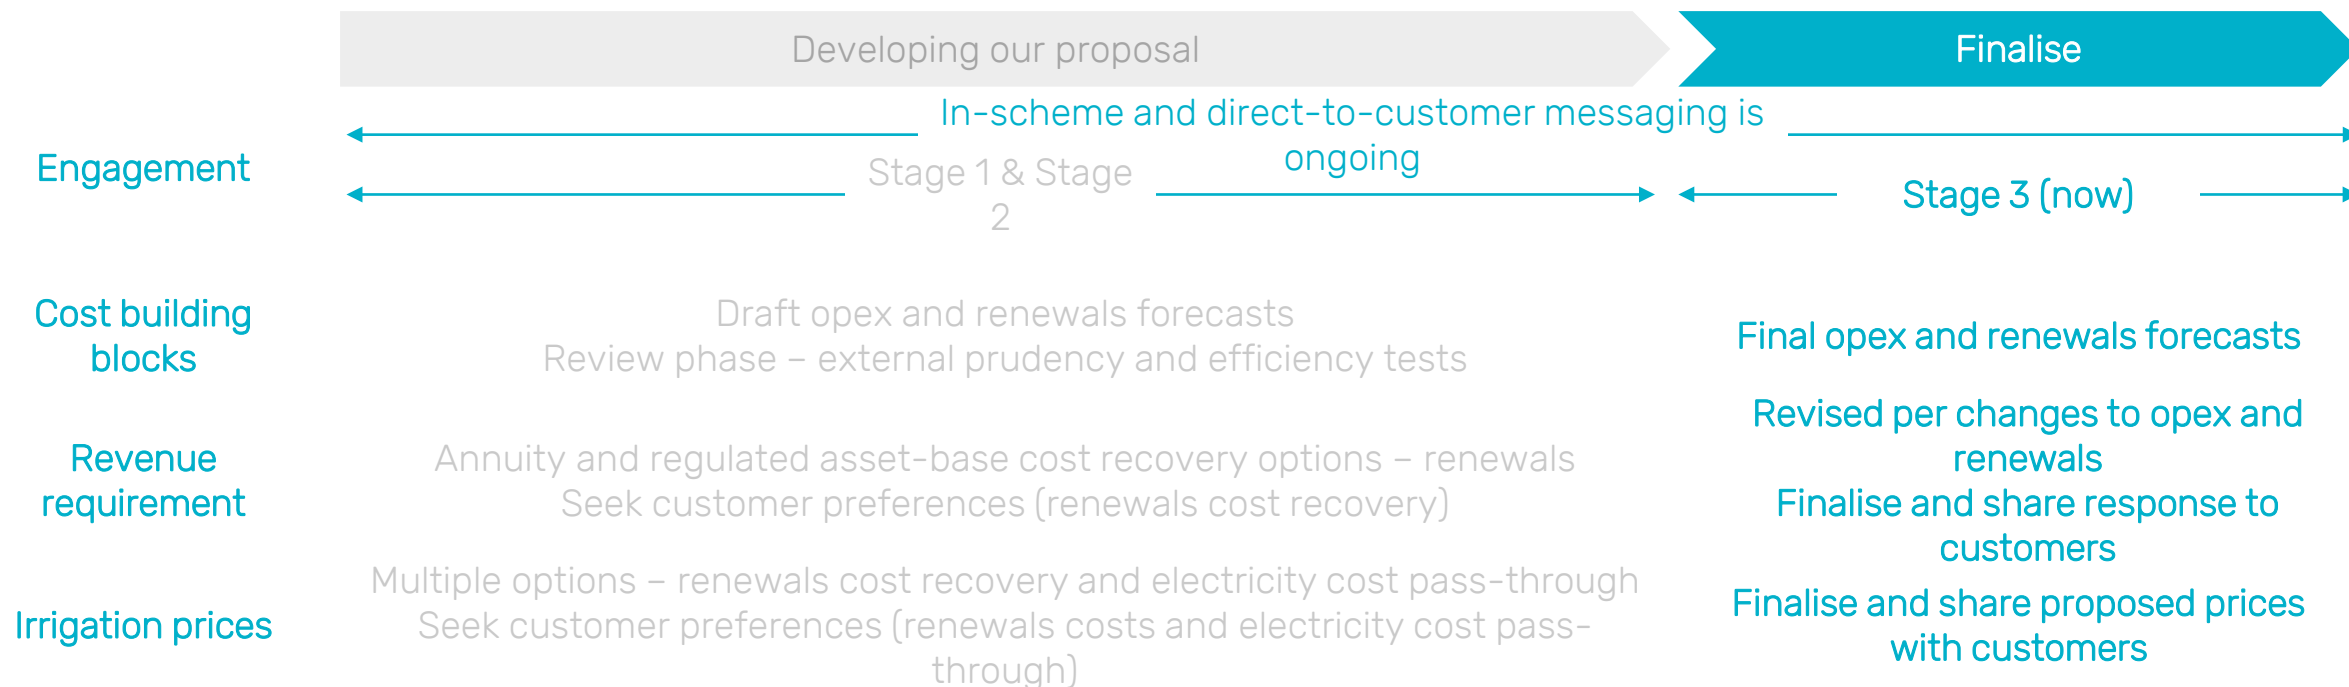 Developing our proposal
Finalise
In-scheme and direct-to-customer messaging is
ongoing
Engagement
Stage 1 & Stage
2
Stage 3 (now)
Cost building
blocks
Draft opex and renewals forecasts
Review phase – external prudency and efficiency tests
Final opex and renewals forecasts
Revenue
requirement
Annuity and regulated asset-base cost recovery options – renewals
Seek customer preferences (renewals cost recovery)
Revised per changes to opex and
renewals
Finalise and share response to
customers
Irrigation prices
Multiple options – renewals cost recovery and electricity cost pass-through
Seek customer preferences (renewals costs and electricity cost pass-
through)
Finalise and share proposed prices
with customers